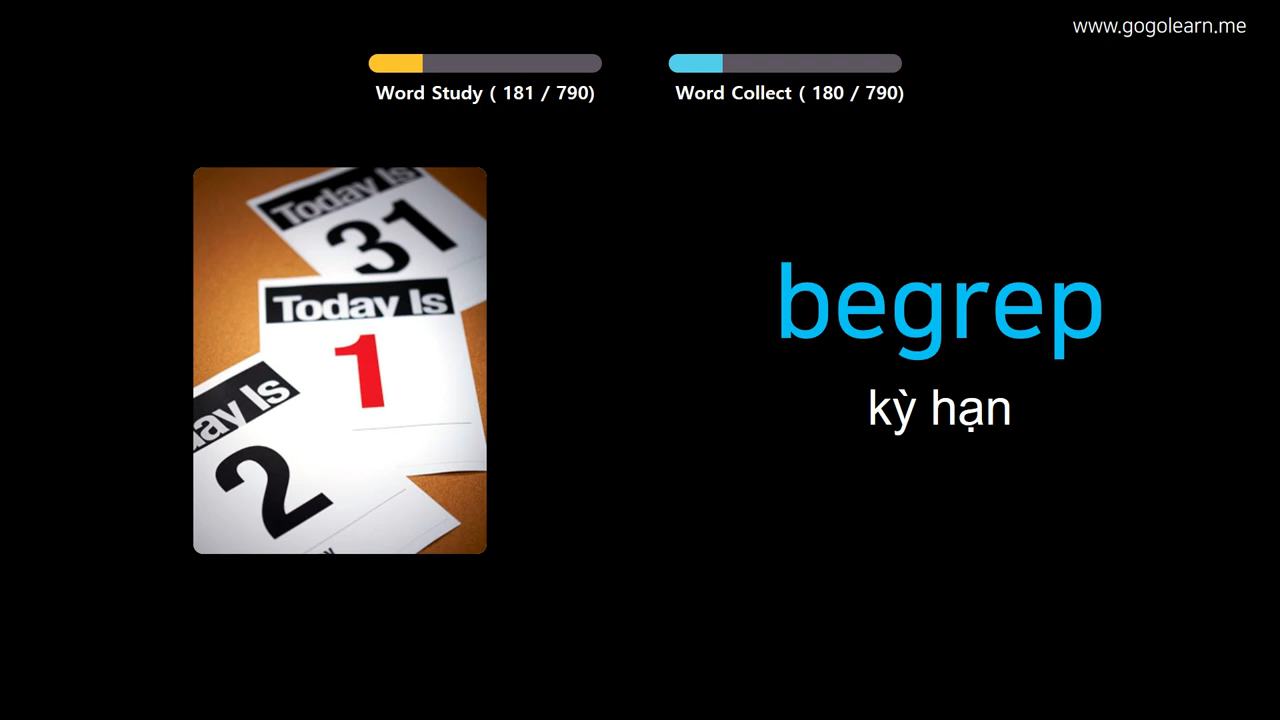 www.gogolearn.me
Word Study ( 181 / 790)
Word Collect ( 180 / 790)
Today Is
31
Today Is
1
ay Is
2
begrep
kỳ hạn